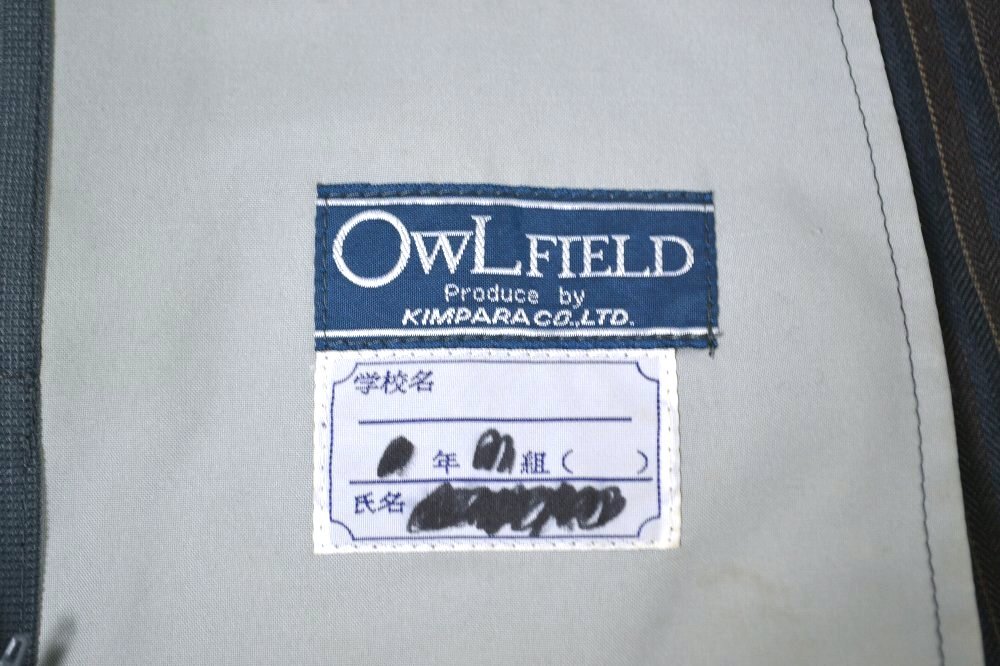 OWLFIELD
Produce by
KIMPARA CO.,LTD.
学校名
年 組( )
氏名